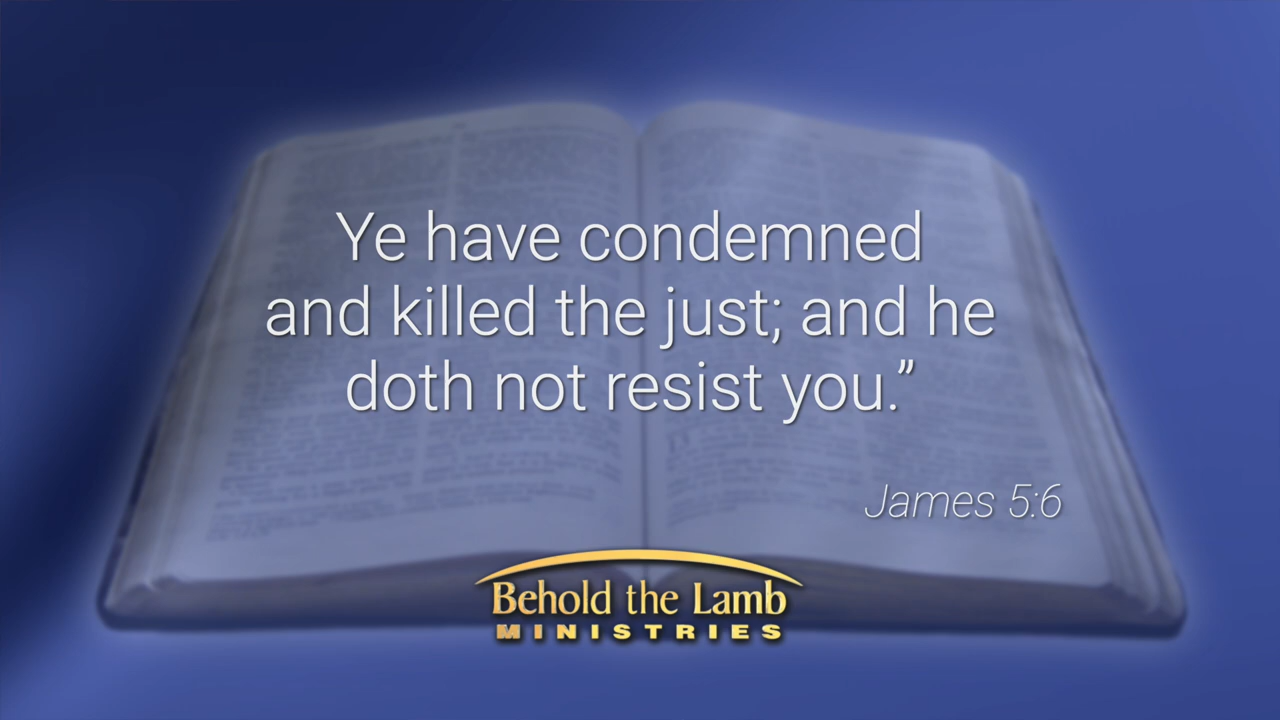 Ye have condemned
and killed the just; and he
doth not resist you.”
James 5:6
Behold the Lamb
MINISTRIES